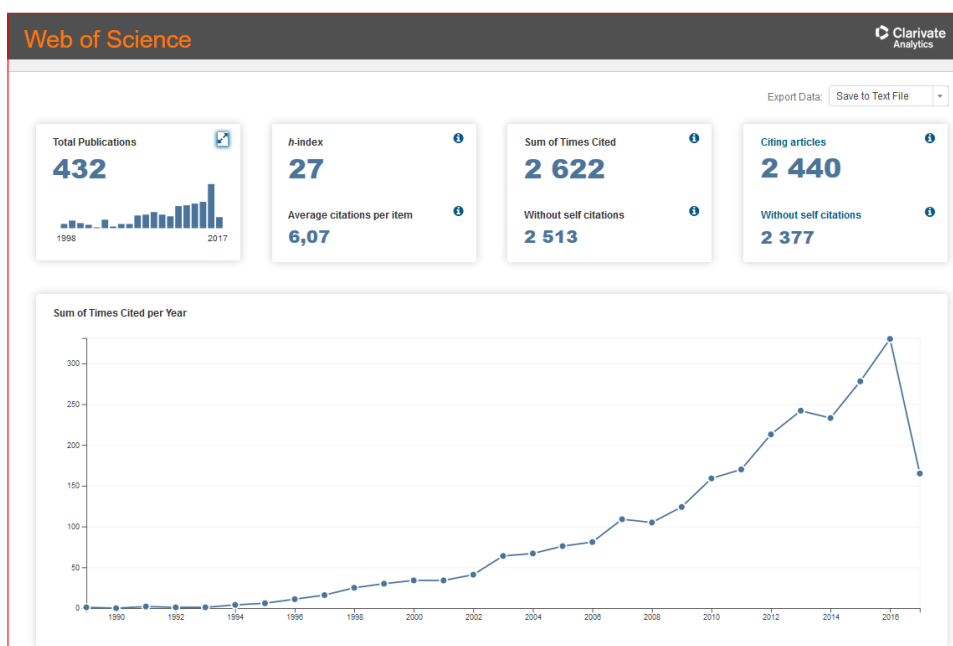 Web of Science
Clarivate
Analytics
Export Data: Save to Text File
Total Publications
432
1998 2017
h-index
27
Average citations per item
6,07
Sum of Times Cited
2 622
Without self citations
2 513
Citing articles
2 440
Without self citations
2 377
Sum of Times Cited per Year
300
250
200
150
100
50
0
1990 1992 1994 1996 1998 2000 2002 2004 2006 2008 2010 2012 2014 2016